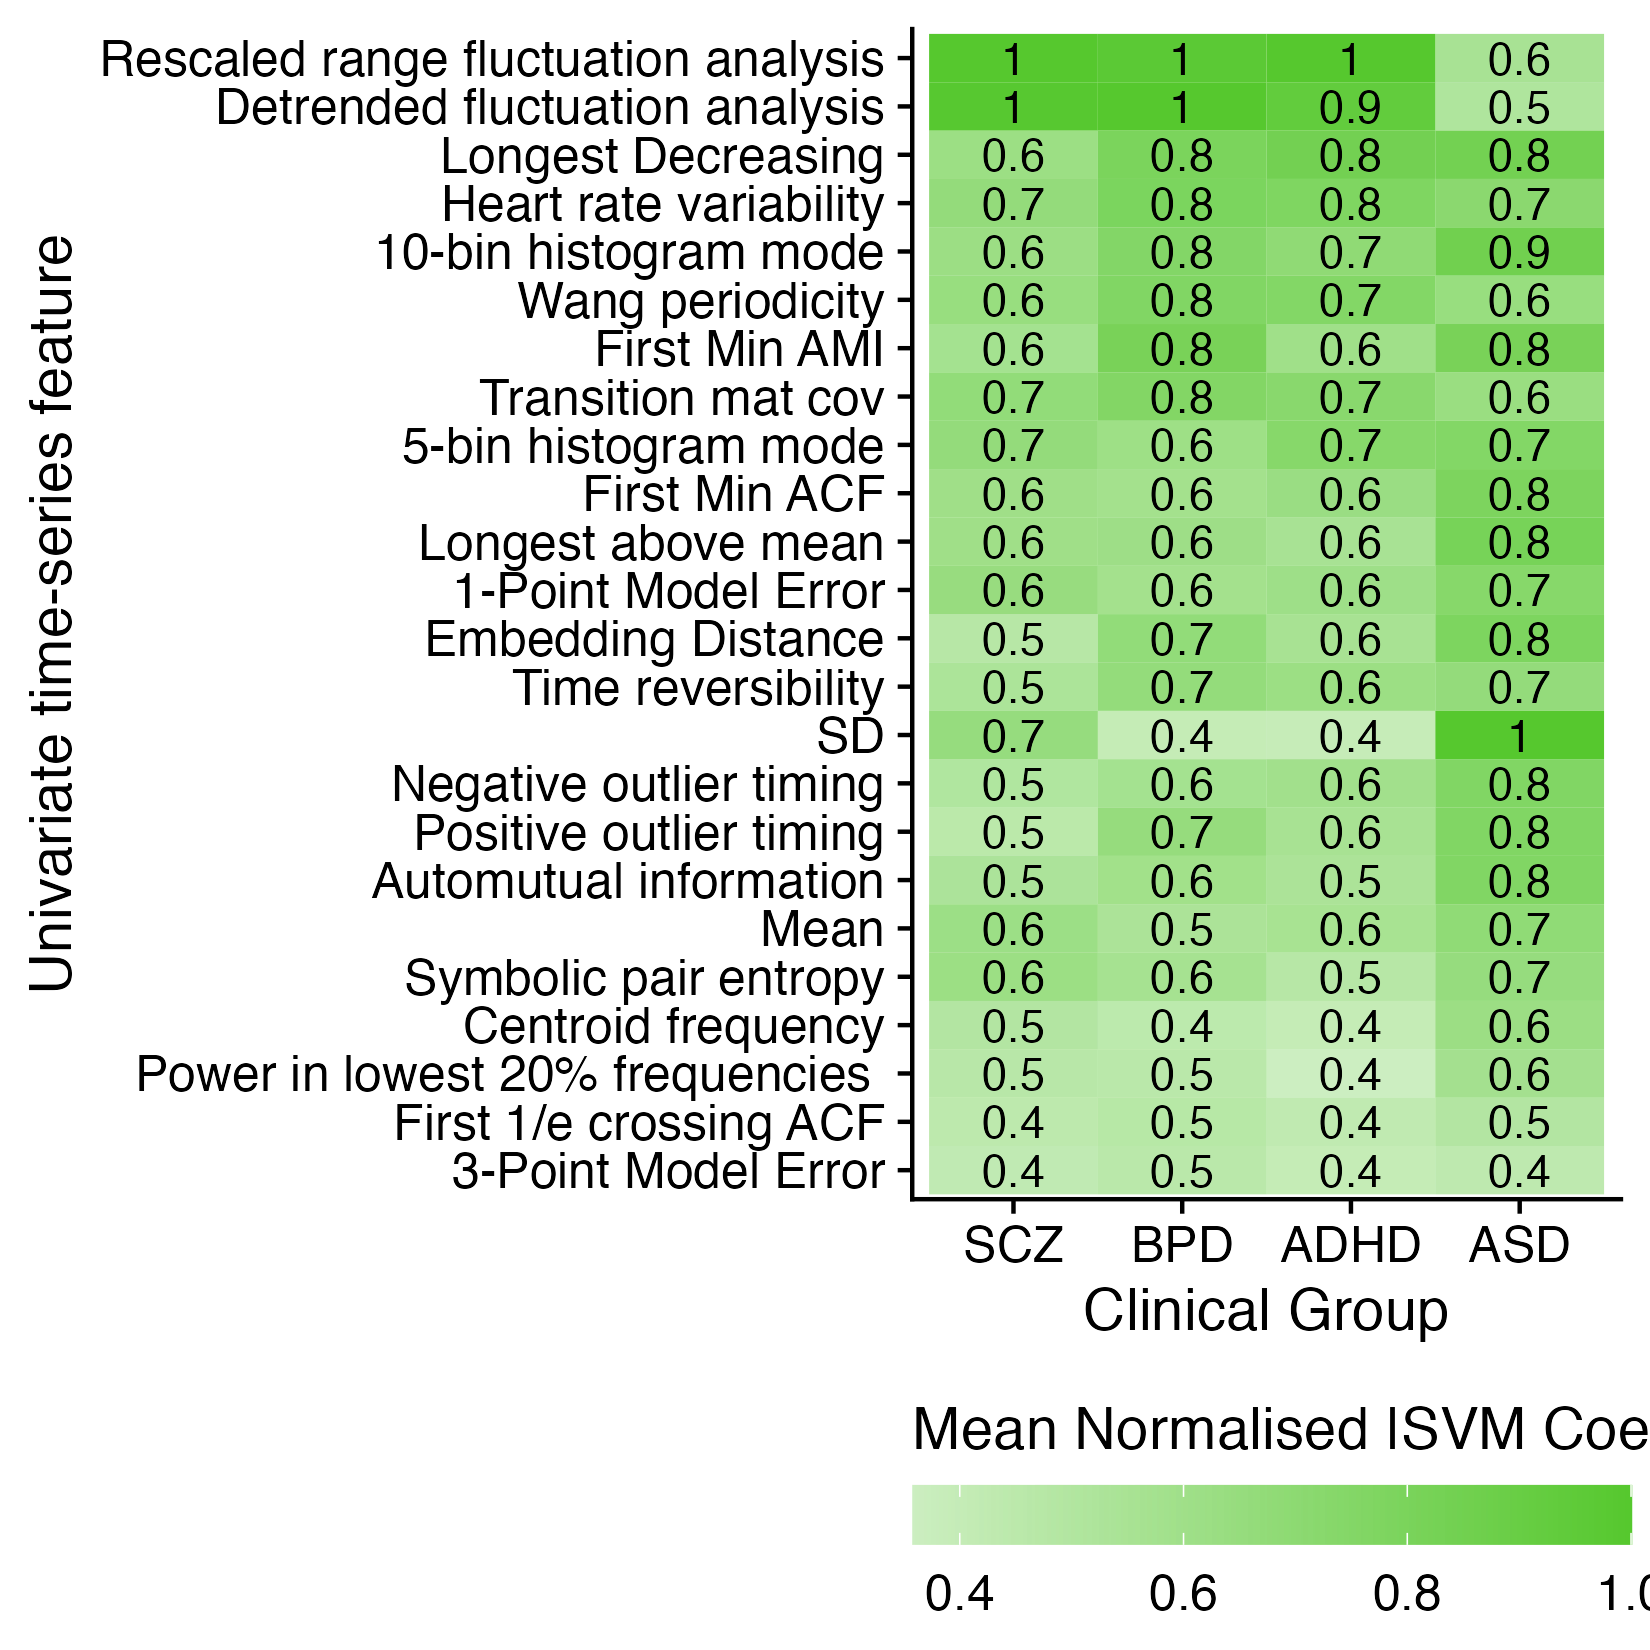 Univariate time-series feature
Rescaled range fluctuation analysis 1 1 1 0.6
Detrended fluctuation analysis 1 1 0.9 0.5
Longest Decreasing 0.6 0.8 0.8 0.8
Heart rate variability 0.7 0.8 0.8 0.7
10-bin histogram mode 0.6 0.8 0.7 0.9
Wang periodicity 0.6 0.8 0.7 0.6
First Min AMI 0.6 0.8 0.6 0.8
Transition mat cov 0.7 0.8 0.7 0.6
5-bin histogram mode 0.7 0.6 0.7 0.7
First Min ACF 0.6 0.6 0.6 0.8
Longest above mean 0.6 0.6 0.6 0.8
1-Point Model Error 0.6 0.6 0.6 0.7
Embedding Distance 0.5 0.7 0.6 0.8
Time reversibility 0.5 0.7 0.6 0.7
SD 0.7 0.4 0.4 1
Negative outlier timing 0.5 0.6 0.6 0.8
Positive outlier timing 0.5 0.7 0.6 0.8
Automutual information 0.5 0.6 0.5 0.8
Mean 0.6 0.5 0.6 0.7
Symbolic pair entropy 0.6 0.6 0.5 0.7
Centroid frequency 0.5 0.4 0.4 0.6
Power in lowest 20% frequencies 0.5 0.5 0.4 0.6
First 1/e crossing ACF 0.4 0.5 0.4 0.5
3-Point Model Error 0.4 0.5 0.4 0.4
SCZ BPD ADHD ASD
Clinical Group
Mean Normalised lSVM Coe
0.4 0.6 0.8 1.0